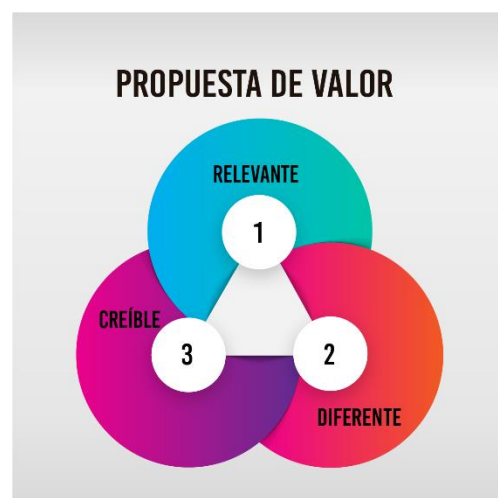 PROPUESTA DE VALOR
RELEVANTE
1
CREÍBLE
3
2
DIFERENTE